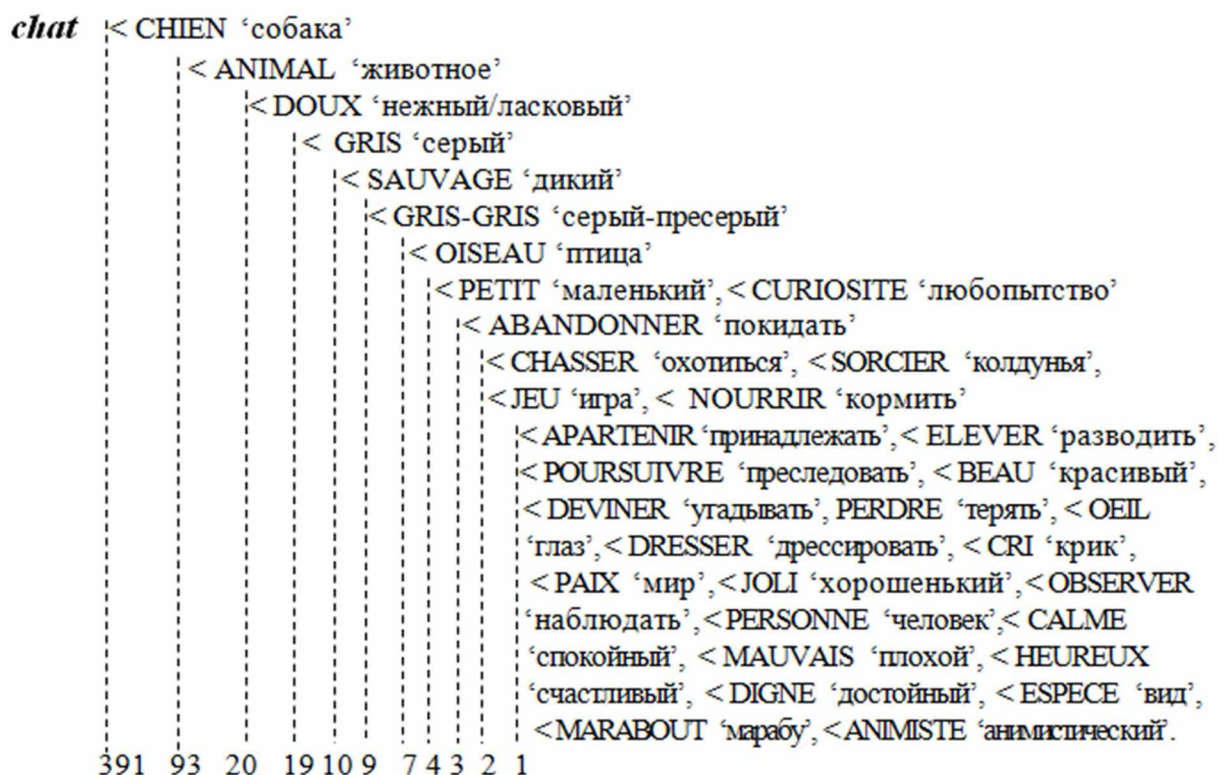 chat < CHIEN ‘собака’
< ANIMAL ‘животное’
< DOUX ‘нежный/ласковый’
< GRIS ‘серый’
< SAUVAGE ‘дикий’
< GRIS-GRIS ‘серый-пресерый’
< OISEAU ‘птица’
< PETIT ‘маленький’, < CURIOSITE ‘любопытство’
< ABANDONNER ‘покидать’
< CHASSER ‘охотиться’, < SORCIER ‘колдунья’,
< JEU ‘игра’, < NOURRIR ‘кормить’
< APARTENIR ‘принадлежать’, < ELEVER ‘разводить’,
< POURSUIVRE ‘преследовать’, < BEAU ‘красивый’,
< DEVINER ‘угадывать’, PERDRE ‘терять’, < OEIL
‘глаз’, < DRESSER ‘дрессировать’, < CRI ‘крик’,
< PAIX ‘мир’, < JOLI ‘хорошенький’, < OBSERVER
‘наблюдать’, < PERSONNE ‘человек’, < CALME
‘спокойный’, < MAUVAIS ‘плохой’, < HEUREUX
‘счастливый’, < DIGNE ‘достойный’, < ESPECE ‘вид’,
< MARABOUT ‘марабу’, < ANIMISTE ‘анимистический’.
391 93 20 19 10 9 7 4 3 2 1